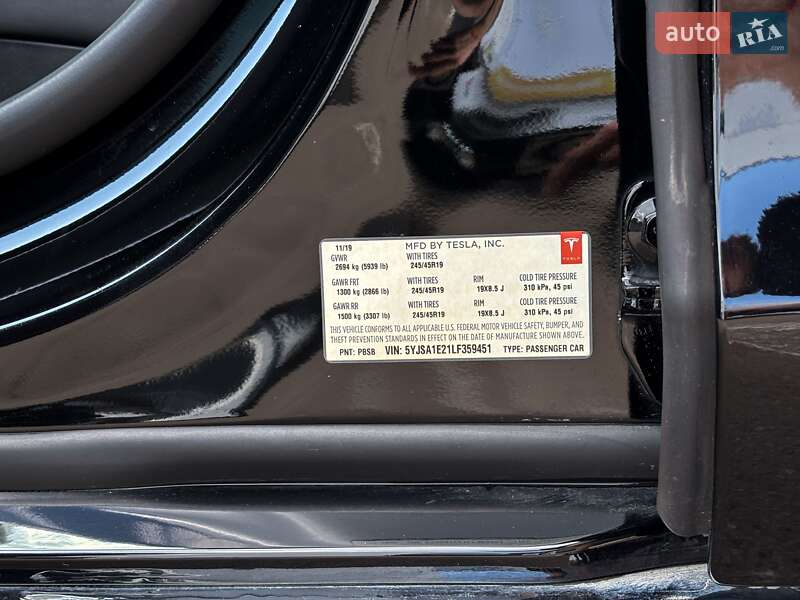 auto RIA
11/19 MFD BY TESLA, INC.
GVWR WITH TIRES
2694 kg (5939 lb) 245/45R19
TESLA
GAWR FRT WITH TIRES RIM COLD TIRE PRESSURE
1300 kg (2866 lb) 245/45R19 19X8.5 J 310 kPa, 45 psi
GAWR RR WITH TIRES RIM COLD TIRE PRESSURE
1500 kg (3307 lb) 245/45R19 19X8.5 J 310 kPa, 45 psi
THIS VEHICLE CONFORMS TO ALL APPLICABLE U.S. FEDERAL MOTOR VEHICLE SAFETY, BUMPER, AND
THEFT PREVENTION STANDARDS IN EFFECT ON THE DATE OF MANUFACTURE SHOWN ABOVE.
PNT: PBSB VIN: 5YJSA1E21LF359451 TYPE: PASSENGER CAR